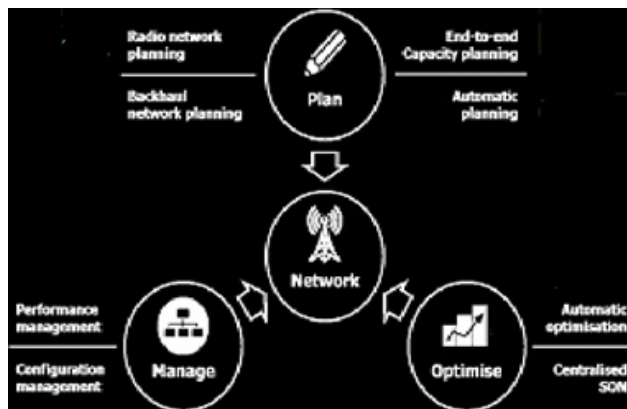 Radio network
planning
Backhaul
network planning
Plan
End-to-end
Capacity planning
Automatic
planning
Network
Performance
management
Configuration
management
Manage
Optimise
Automatic
optimisation
Centralised
SON